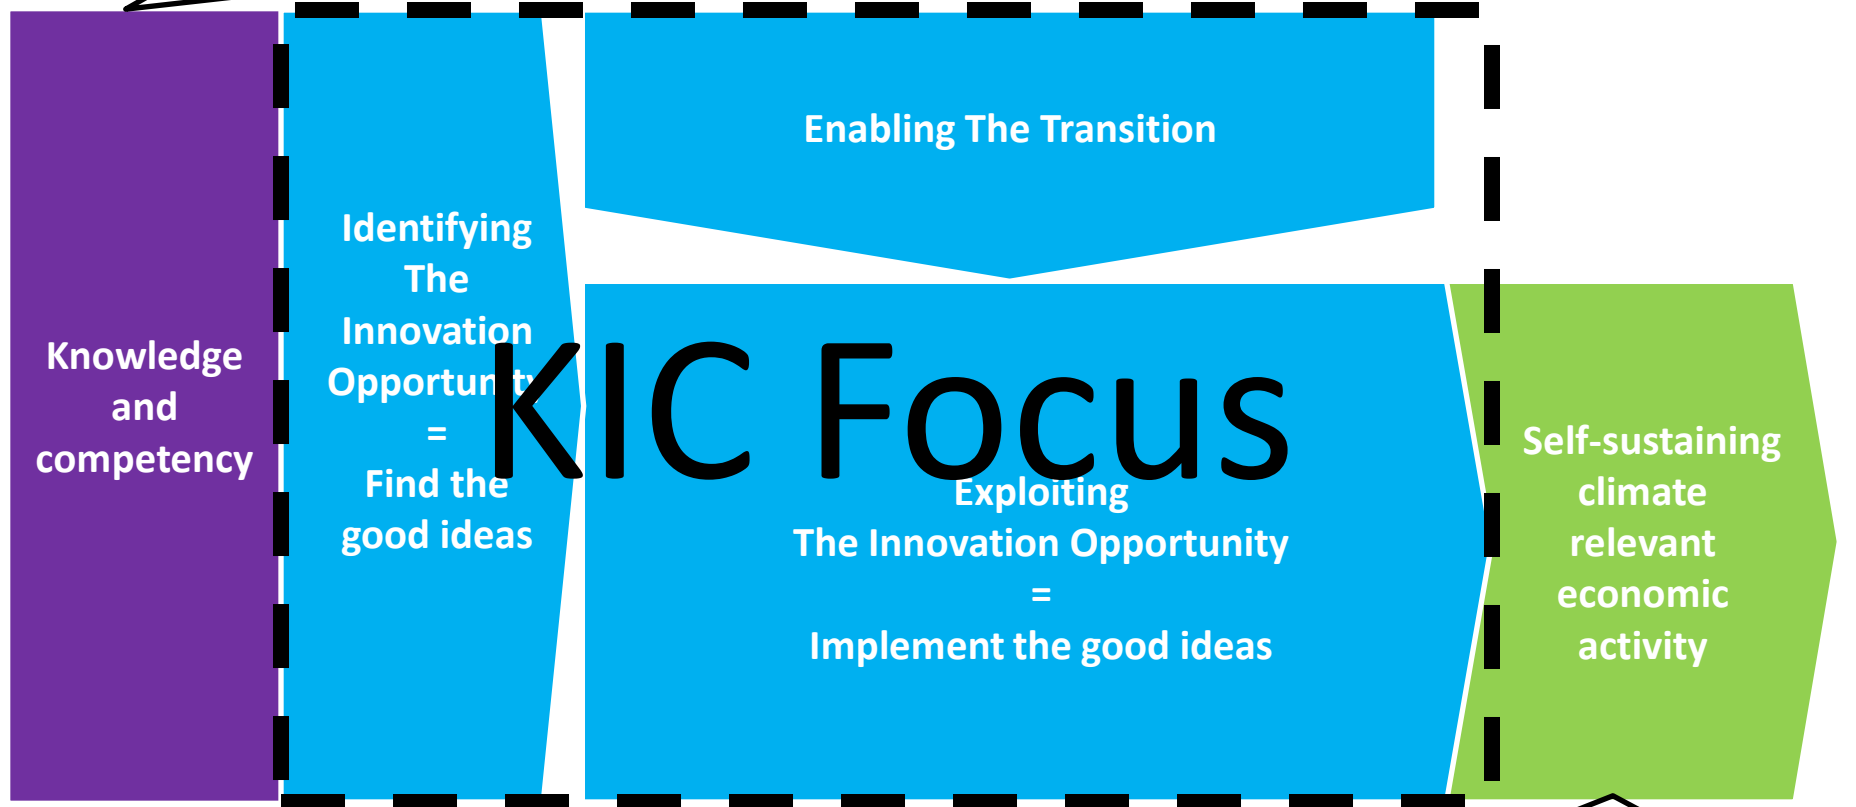 Knowledge
and
competency
Identifying
The
Innovation
Opportunity
=
Find the
good ideas
Enabling The Transition
KIC Focus
Exploiting
The Innovation Opportunity
=
Implement the good ideas
Self-sustaining
climate
relevant
economic
activity